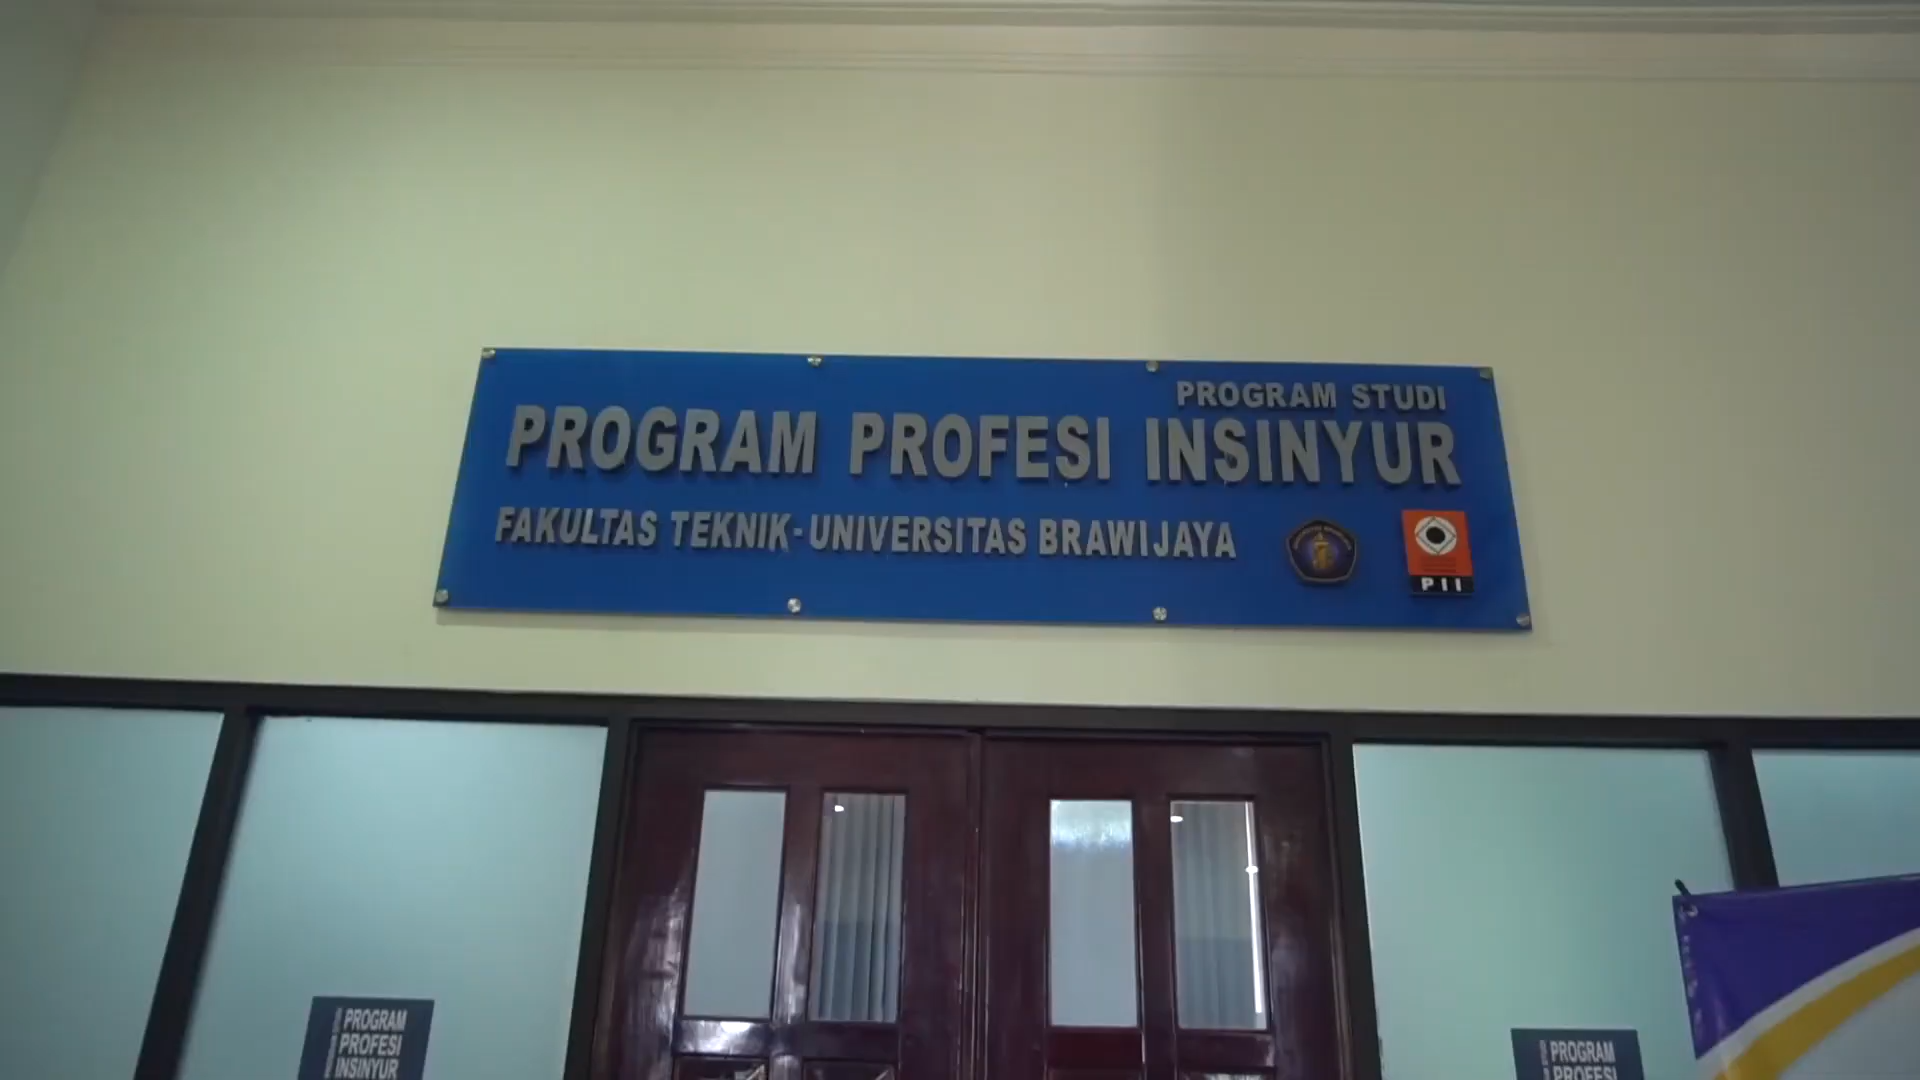 PROGRAM STUDI
PROGRAM PROFESI INSINYUR
FAKULTAS TEKNIK-UNIVERSITAS BRAWIJAYA
PII
PROGRAM
PROFESI
INSINYUR
PROGRAM
PROFESI